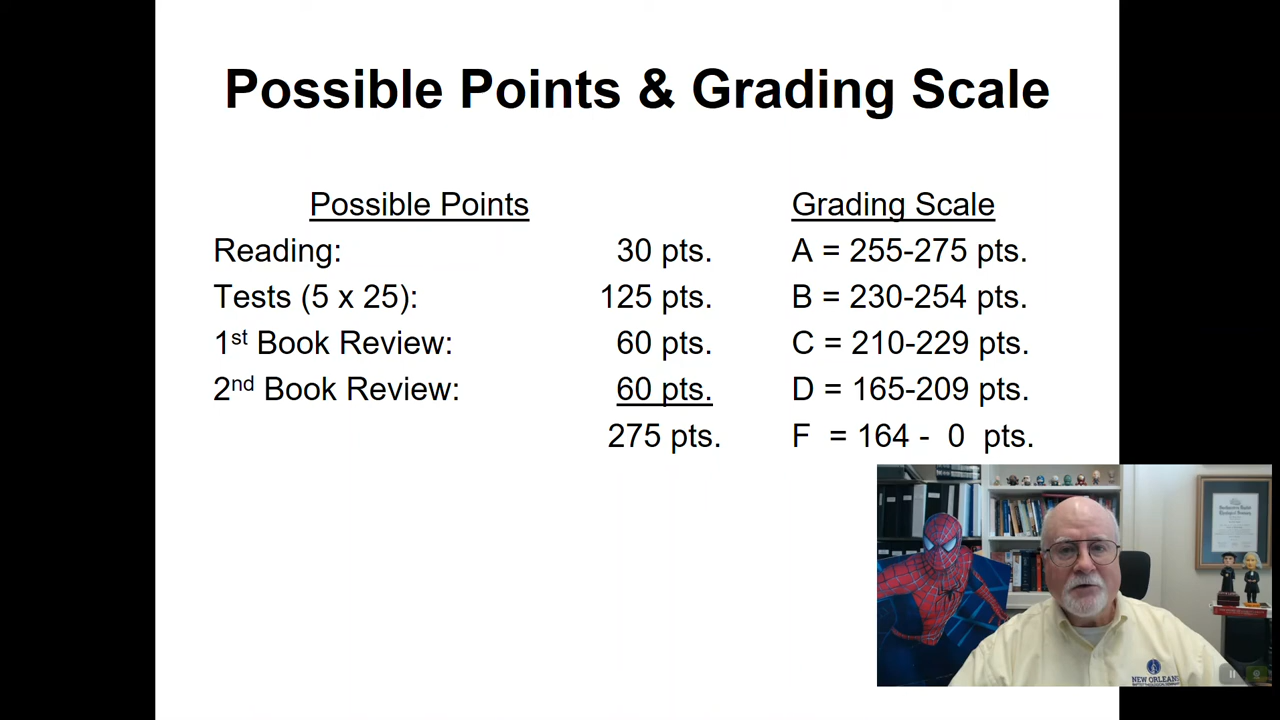 Possible Points & Grading Scale
Possible Points
Reading: 30 pts.
Tests (5 x 25): 125 pts.
1st Book Review: 60 pts.
2nd Book Review: 60 pts.
275 pts.
Grading Scale
A = 255-275 pts.
B = 230-254 pts.
C = 210-229 pts.
D = 165-209 pts.
F = 164 - 0 pts.
NEW ORLEANS